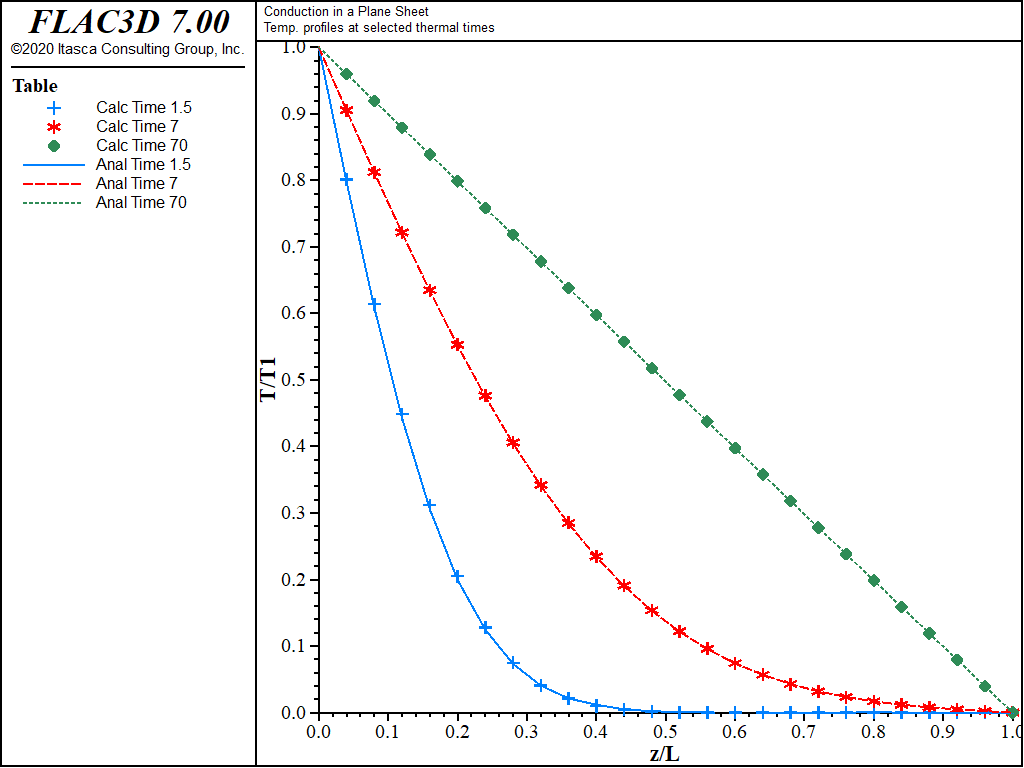 FLAC3D 7.00
©2020 Itasca Consulting Group, Inc.
Table
Calc Time 1.5
Calc Time 7
Calc Time 70
Anal Time 1.5
Anal Time 7
Anal Time 70
Conduction in a Plane Sheet
Temp. profiles at selected thermal times
1.0
0.9
0.8
0.7
0.6
0.5
0.4
0.3
0.2
0.1
0.0
T/T1
0.0 0.1 0.2 0.3 0.4 0.5 0.6 0.7 0.8 0.9 1.0
z/L